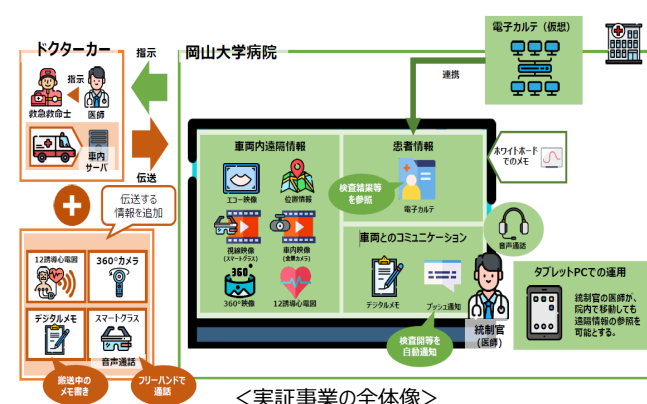 ドクターカー
指示
救急救命士
医師
車内
サーバ
指示
伝送
伝送する
情報を追加
12誘導心電図
360°カメラ
デジタルメモ
スマートグラス
音声通話
搬送中の
メモ書き
フリーハンドで
通話
岡山大学病院
電子カルテ（仮想）
連携
車両内遠隔情報
エコー映像
位置情報
視線映像
(スマートグラス)
車内映像
(俯瞰カメラ)
360°
360°映像
12誘導心電図
患者情報
検査結果等
を参照
電子カルテ
車両とのコミュニケーション
デジタルメモ
プッシュ通知
検査開等を
自動通知
統制官
(医師)
ホワイトボード
でのメモ
音声通話
タブレットPCでの運用
統制官の医師が、
院内で移動しても
遠隔情報の参照を
可能とする。
＜実証事業の全体像＞